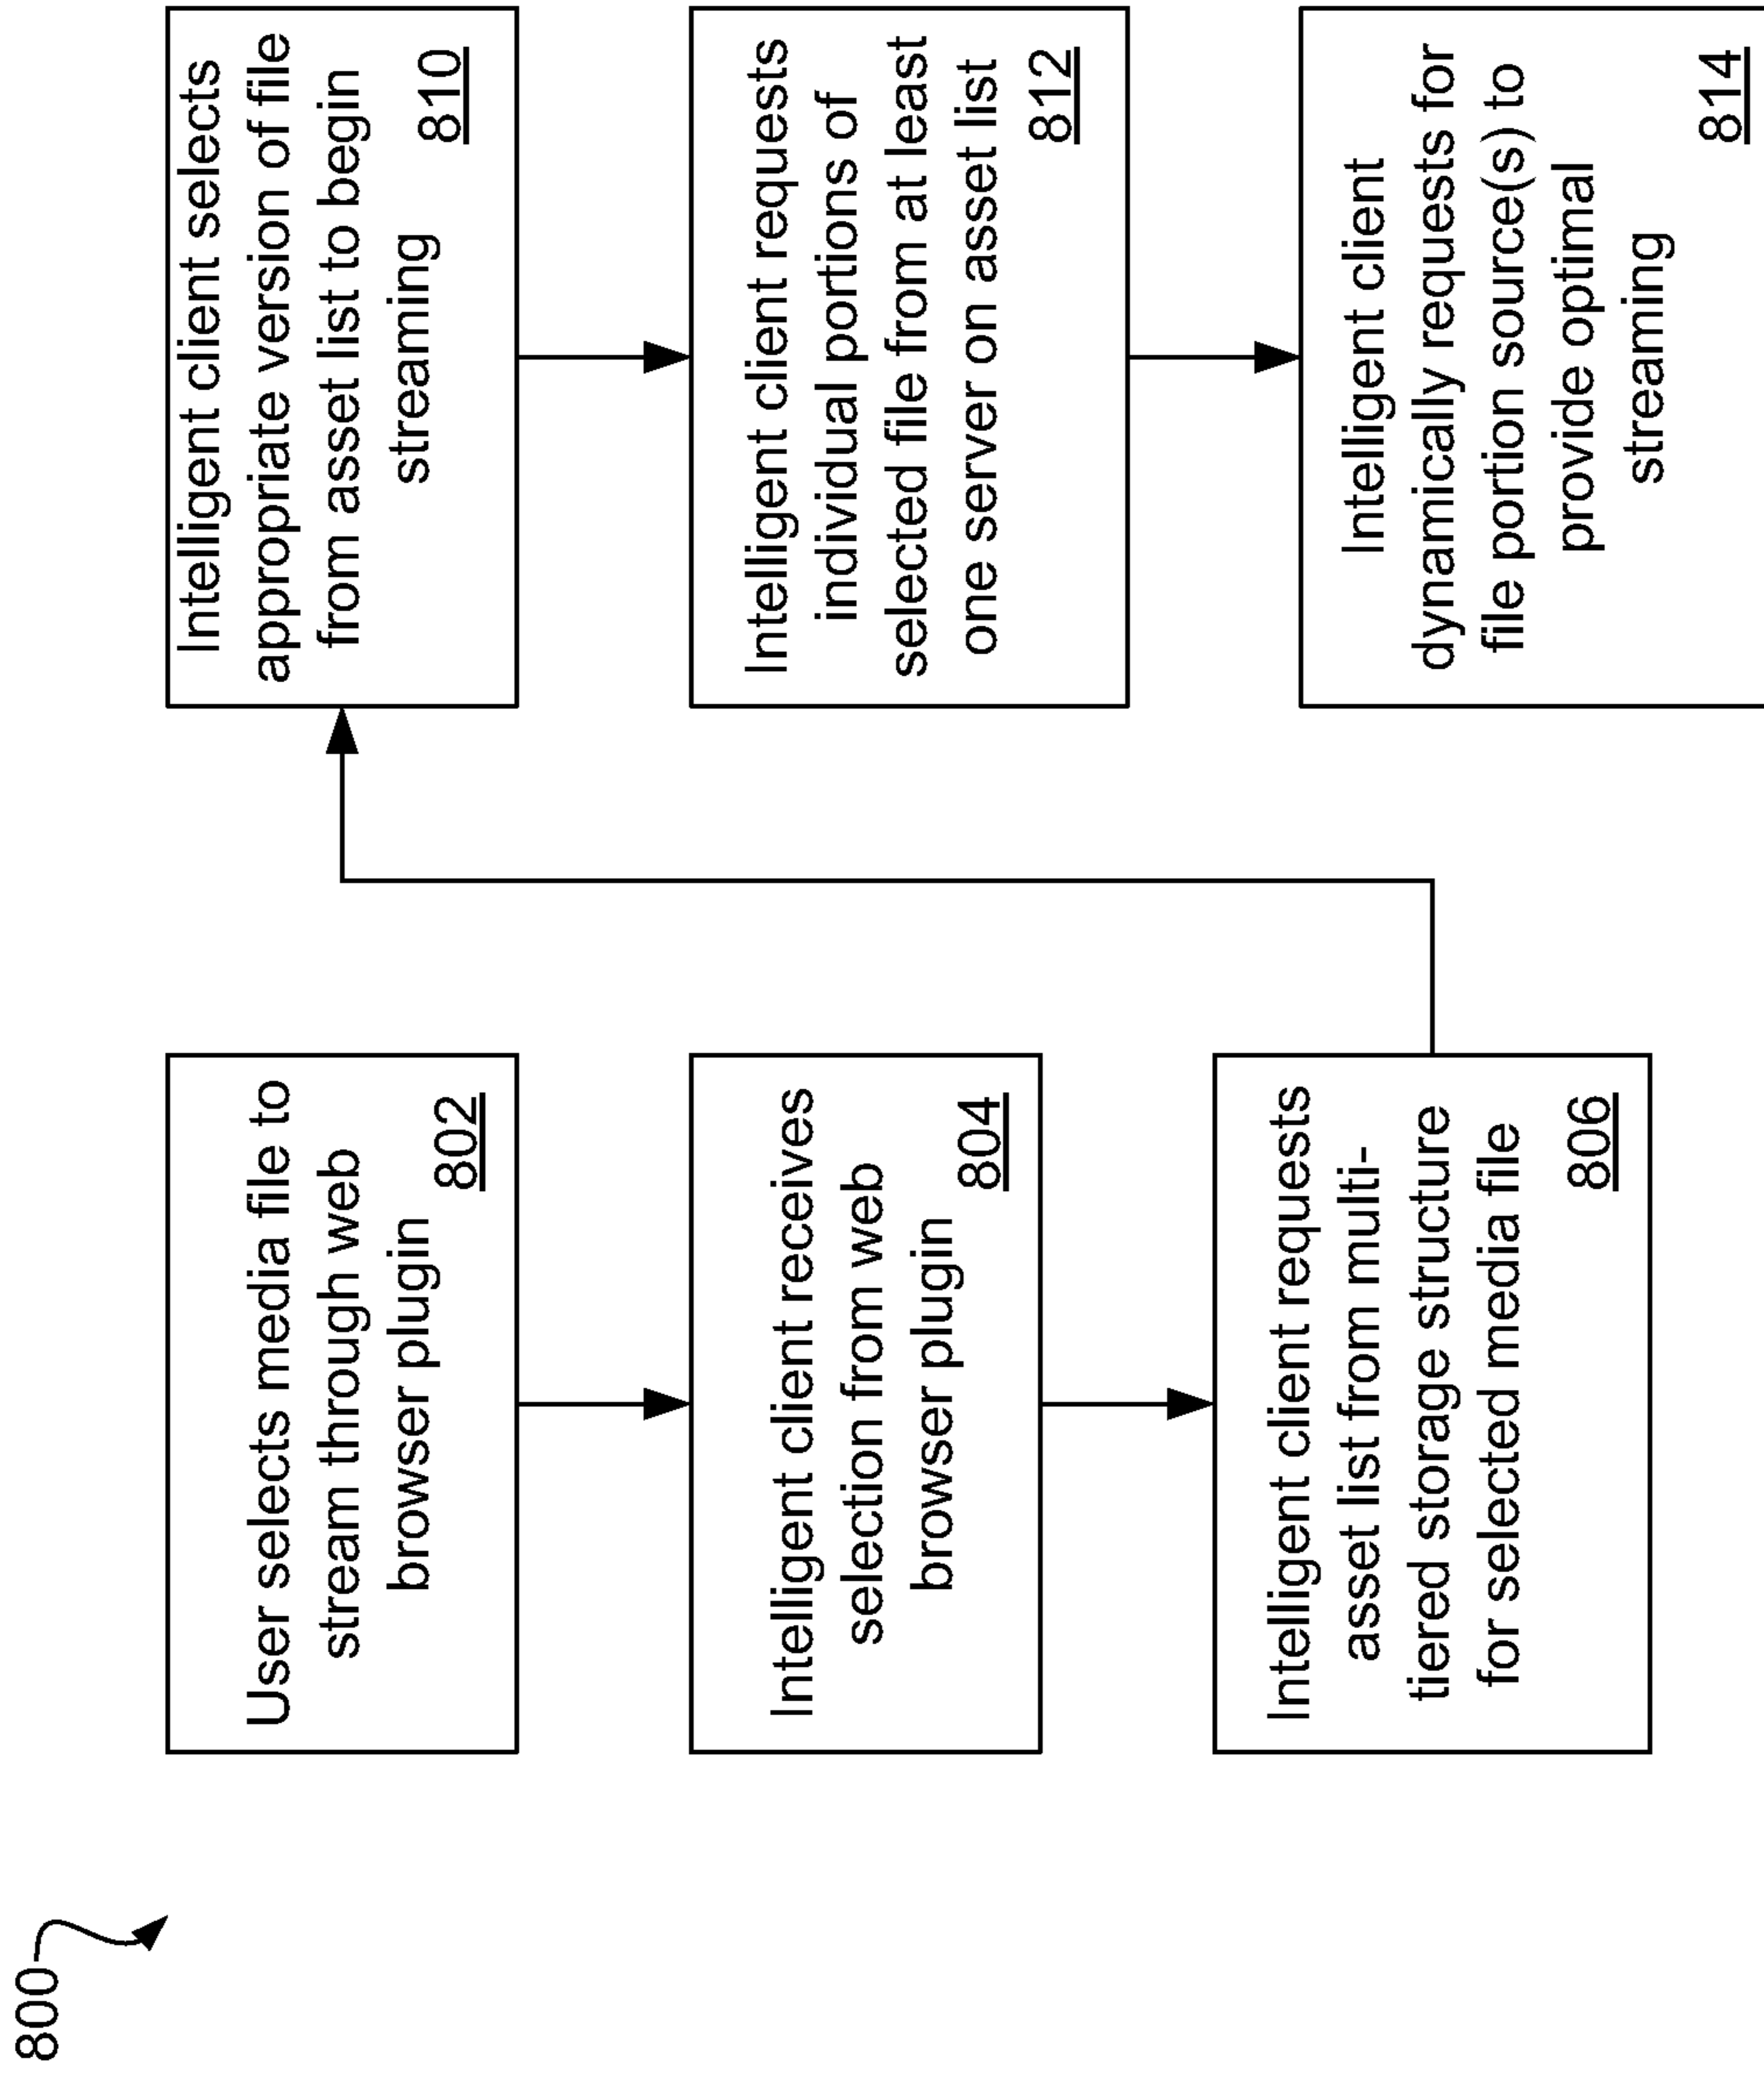 800
User selects media file to
stream through web
browser plugin
802
Intelligent client receives
selection from web
browser plugin
804
Intelligent client requests
asset list from multi-
tiered storage structure
for selected media file
806
Intelligent client selects
appropriate version of file
from asset list to begin
streaming
810
Intelligent client requests
individual portions of
selected file from at least
one server on asset list
812
Intelligent client
dynamically requests for
file portion source(s) to
provide optimal
streaming
814